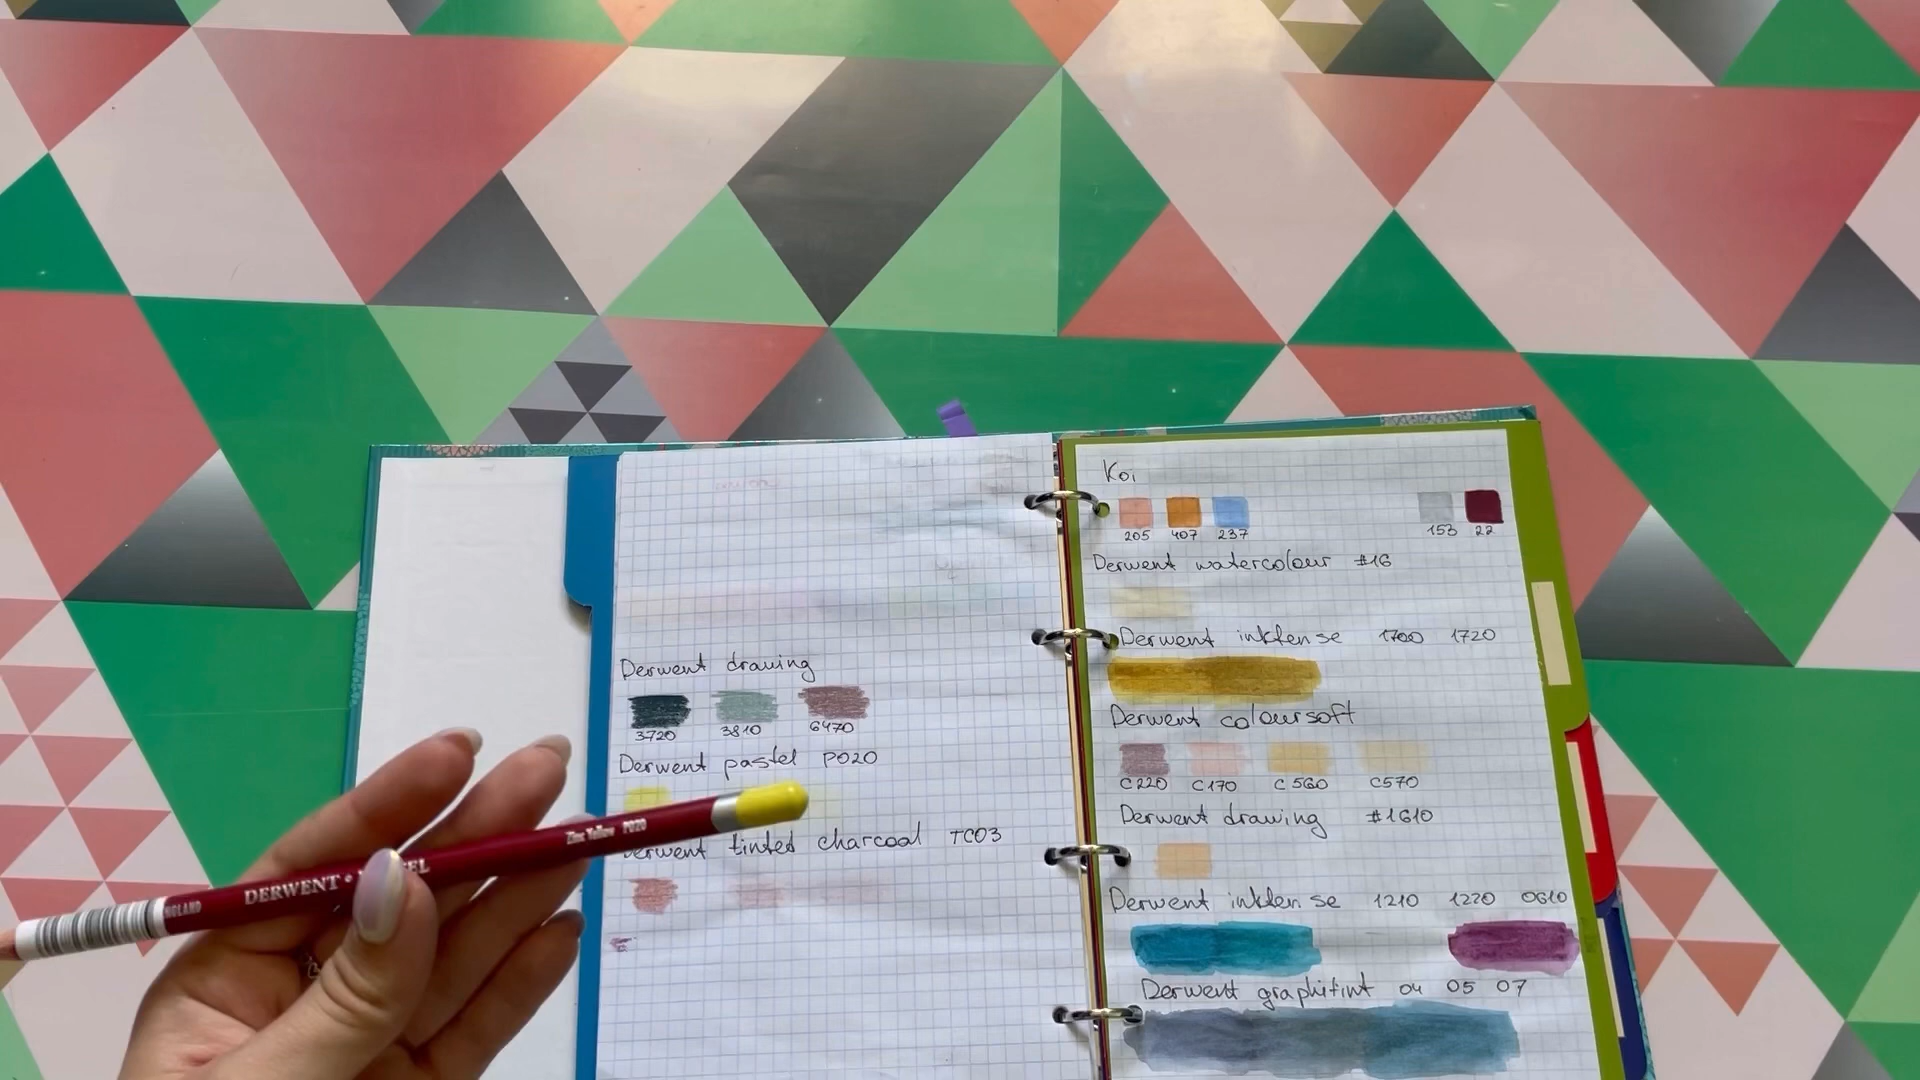 Derwent drawing
3720 3810 6470
Derwent pastel P020
Derwent tinted charcoal TC03
ENGLAND DERWENT • Zinc Yellow P020
Koi
205 407 237 153 22
Derwent watercolour #16
Derwent inktense 1700 1720
Derwent coloursoft
C220 C170 C560 C570
Derwent drawing #1610
Derwent inktense 1210 1220 0610
Derwent graphitint 04 05 07